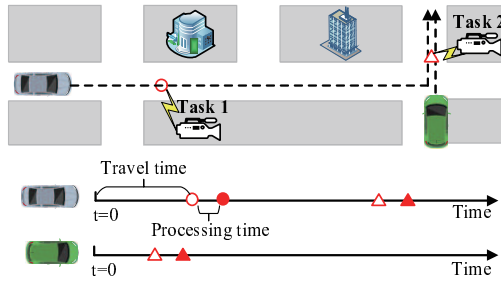 Task 2
Task 1
Travel time
t=0
Processing time
Time
t=0
Time